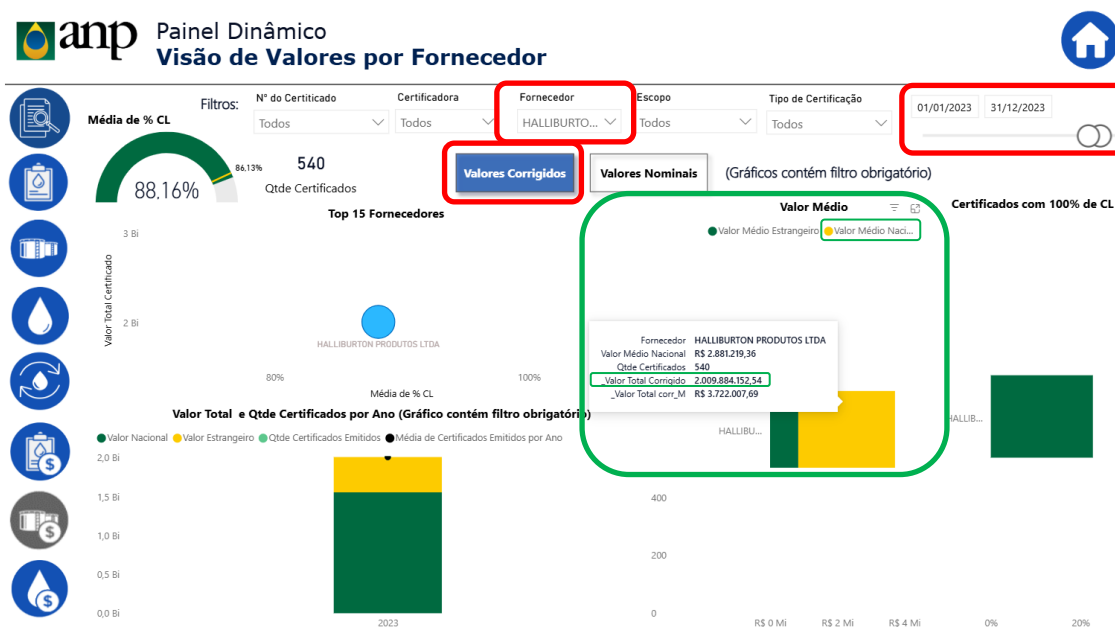 anp
Painel Dinâmico
Visão de Valores por Fornecedor
Filtros:
N° do Certiticado
Todos
Certificadora
Todos
Fornecedor
HALLIBURTO...
Escopo
Todos
Tipo de Certificação
Todos
01/01/2023
31/12/2023
Média de % CL
86,13%
88,16%
540
Qtde Certificados
Valores Corrigidos
Valores Nominais
(Gráficos contém filtro obrigatório)
Top 15 Fornecedores
3 Bi
2 Bi
Valor Total Certificado
HALLIBURTON PRODUTOS LTDA
80%
100%
Média de % CL
Valor Médio
Valor Médio Estrangeiro
Valor Médio Naci...
Fornecedor HALLIBURTON PRODUTOS LTDA
Valor Médio Nacional R$ 2.881.219,36
Qtde Certificados 540
_Valor Total Corrigido 2.009.884.152,54
_Valor Total corr_M R$ 3.722.007,69
HALLIBU...
Certificados com 100% de CL
HALLIB...
Valor Total e Qtde Certificados por Ano (Gráfico contém filtro obrigatório)
Valor Nacional
Valor Estrangeiro
Qtde Certificados Emitidos
Média de Certificados Emitidos por Ano
2,0 Bi
1,5 Bi
1,0 Bi
0,5 Bi
0,0 Bi
2023
400
200
0
R$ 0 Mi
R$ 2 Mi
R$ 4 Mi
0%
20%